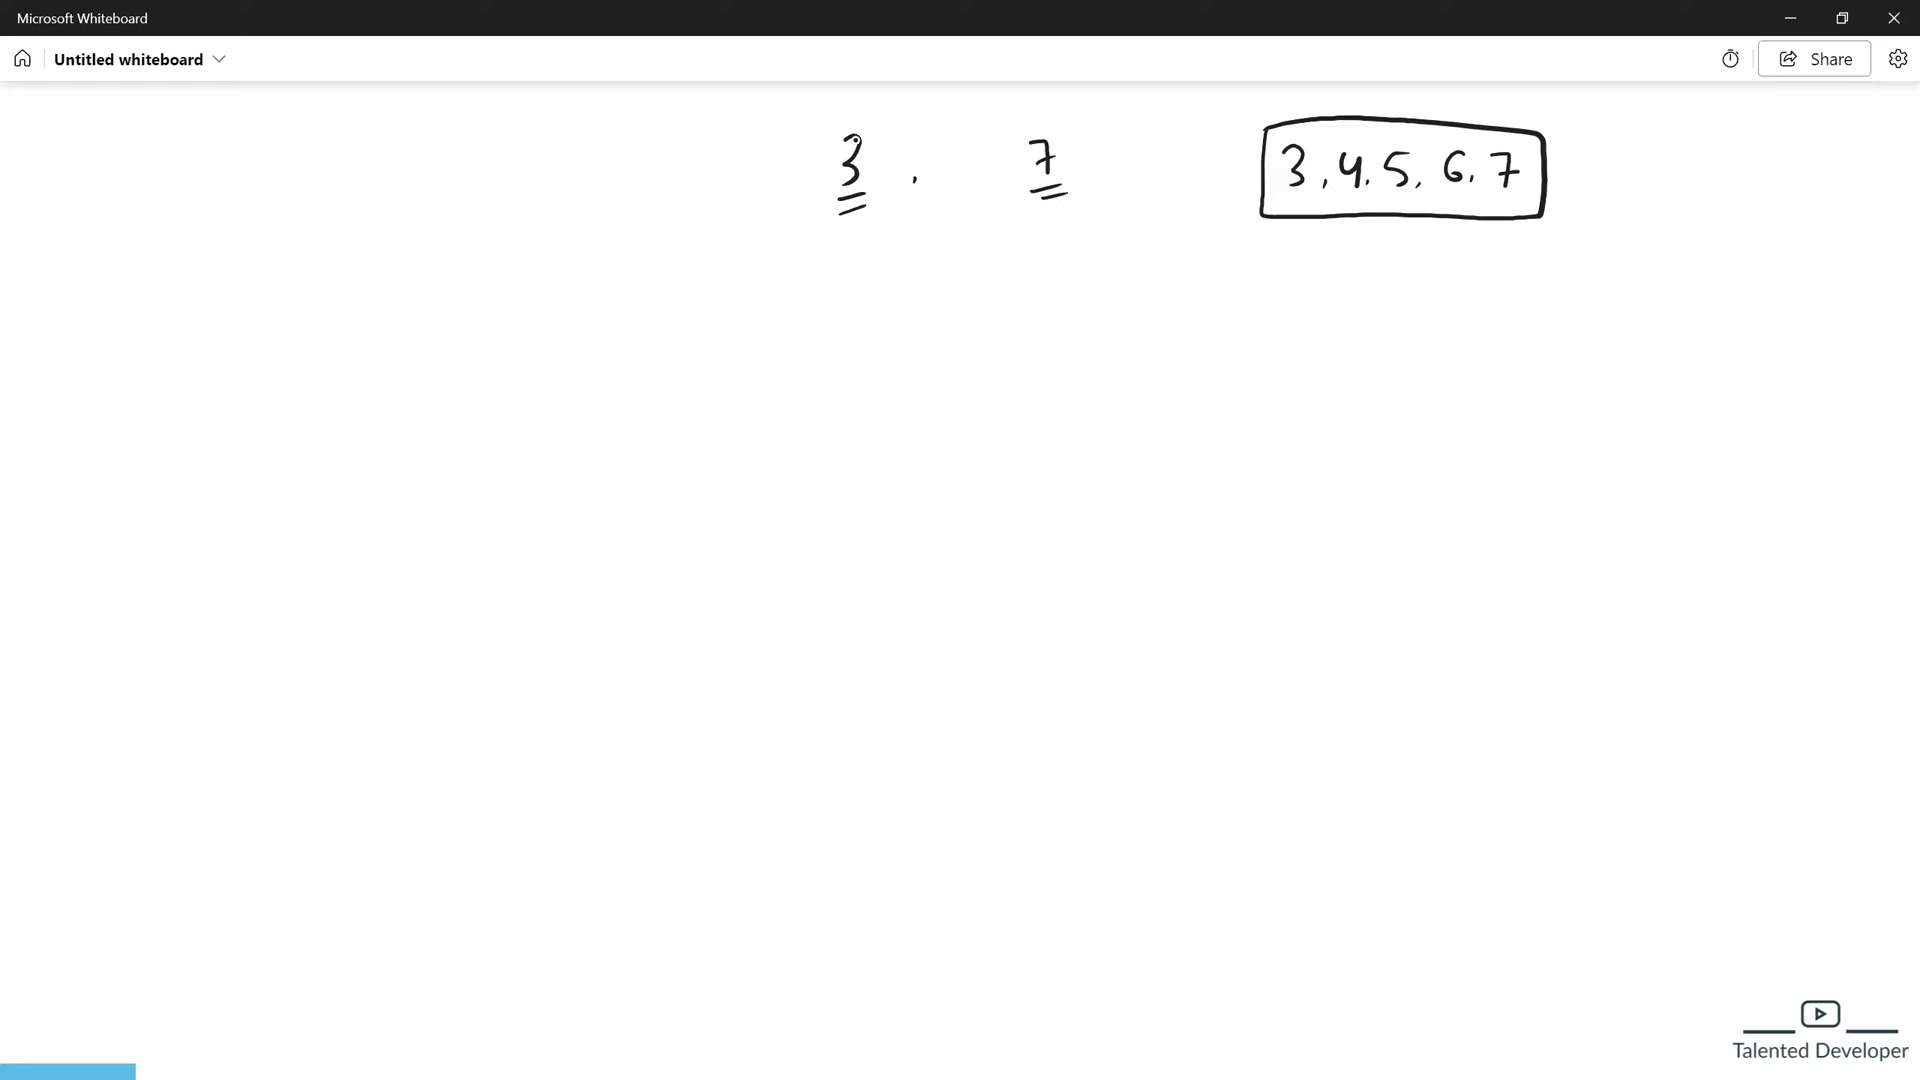 Microsoft Whiteboard
Untitled whiteboard
Share
3 , 7
3, 4, 5, 6, 7
Talented Developer